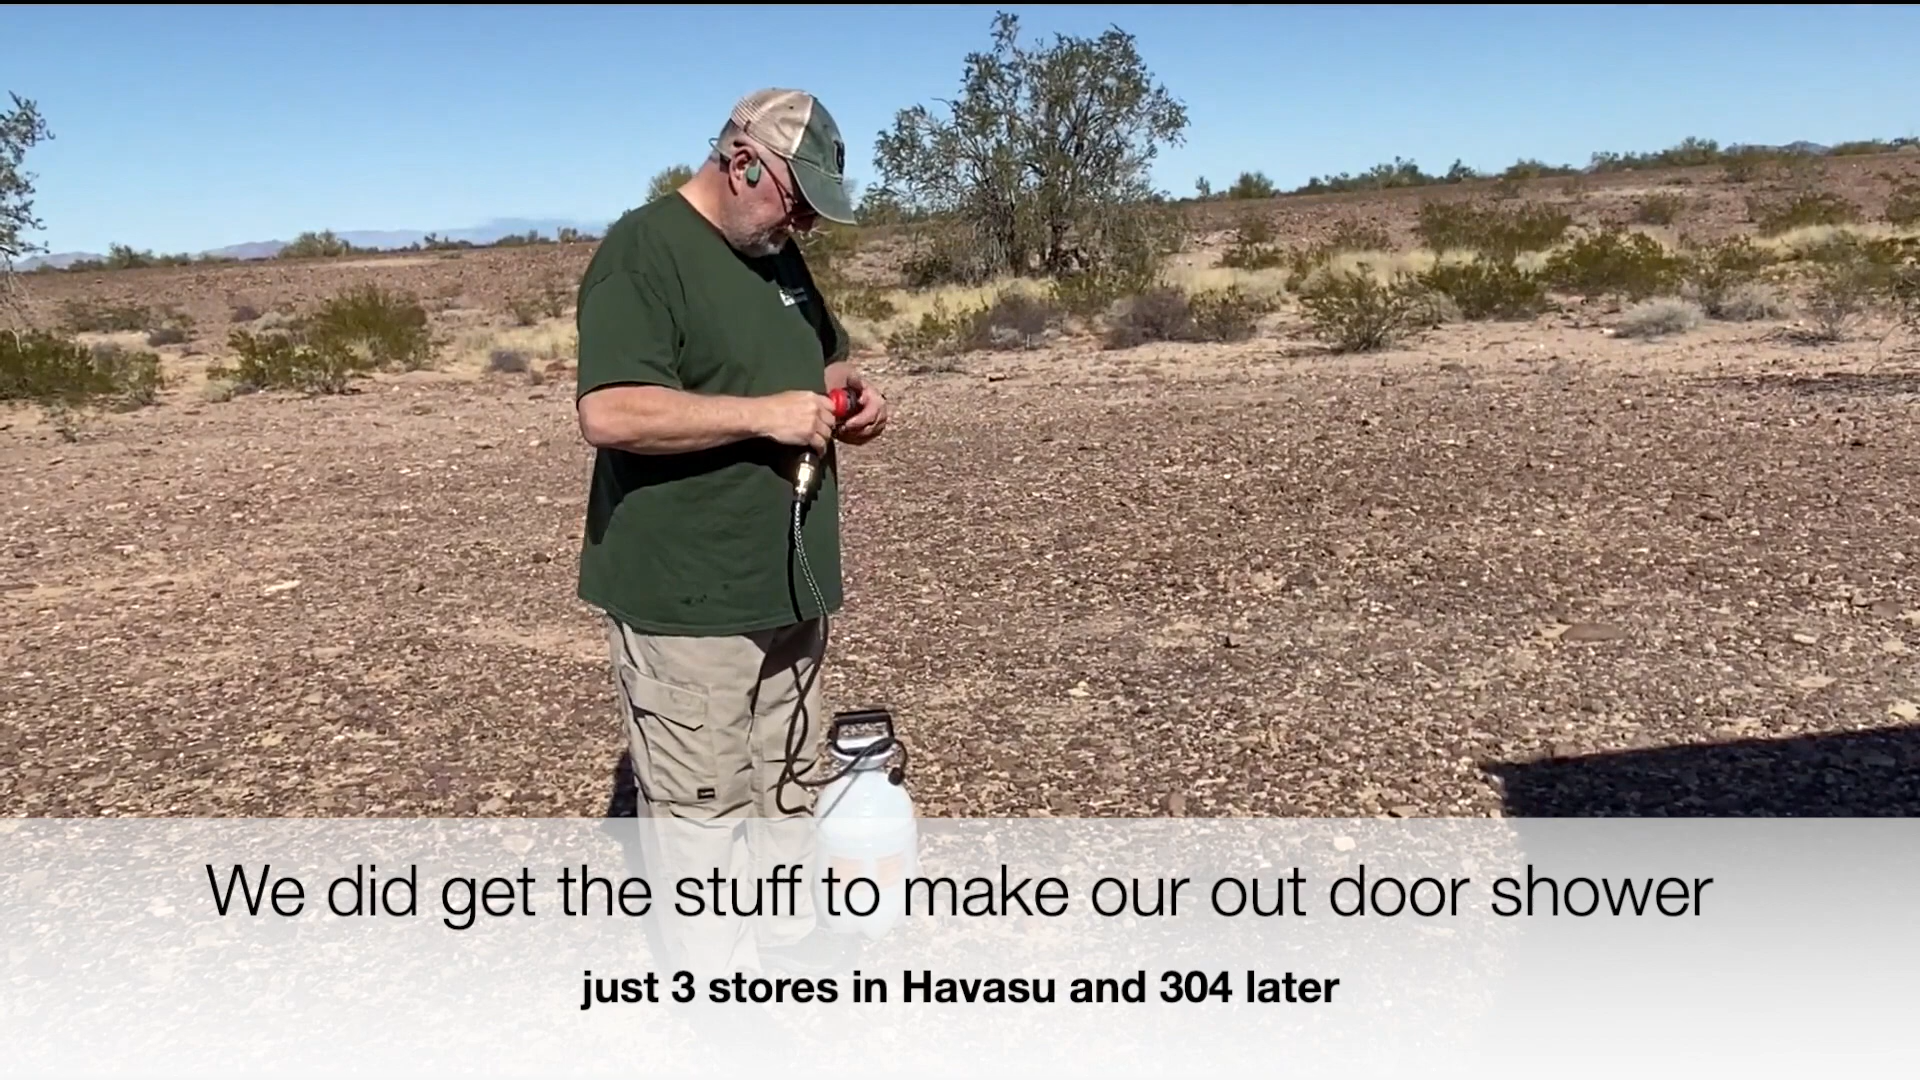 We did get the stuff to make our out door shower
just 3 stores in Havasu and 304 later